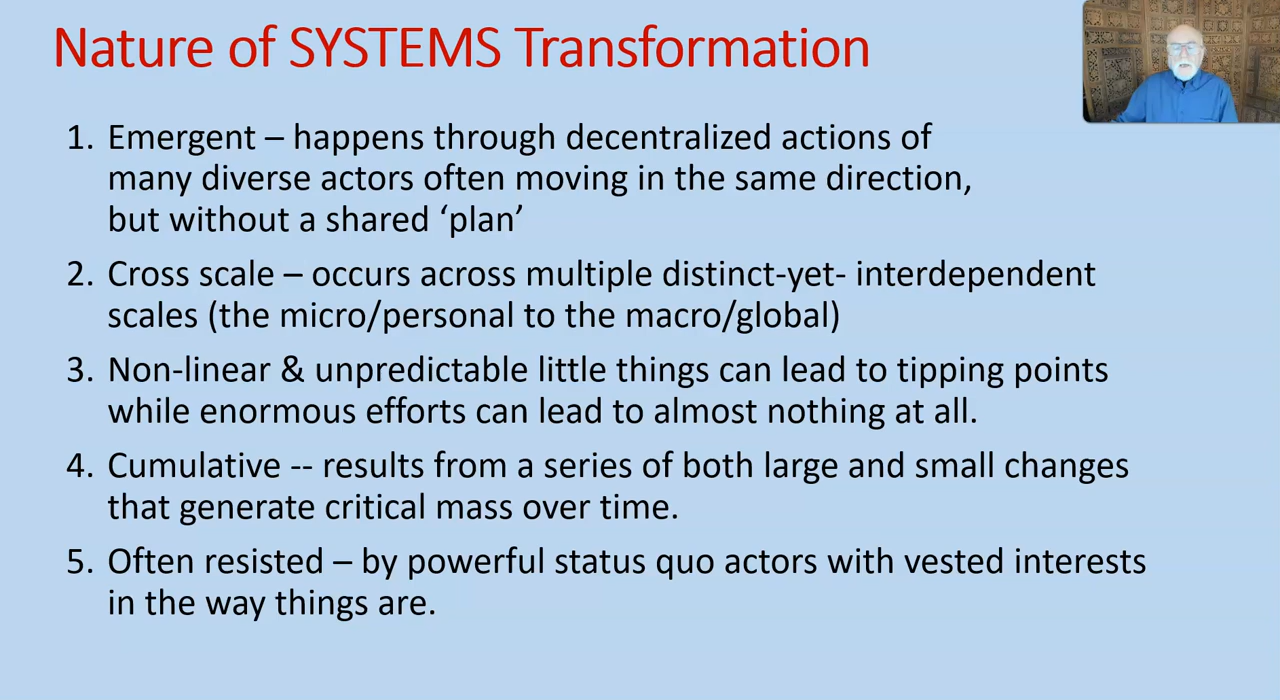 Nature of SYSTEMS Transformation
1. Emergent – happens through decentralized actions of
many diverse actors often moving in the same direction,
but without a shared ‘plan’
2. Cross scale – occurs across multiple distinct-yet- interdependent
scales (the micro/personal to the macro/global)
3. Non-linear & unpredictable little things can lead to tipping points
while enormous efforts can lead to almost nothing at all.
4. Cumulative -- results from a series of both large and small changes
that generate critical mass over time.
5. Often resisted – by powerful status quo actors with vested interests
in the way things are.